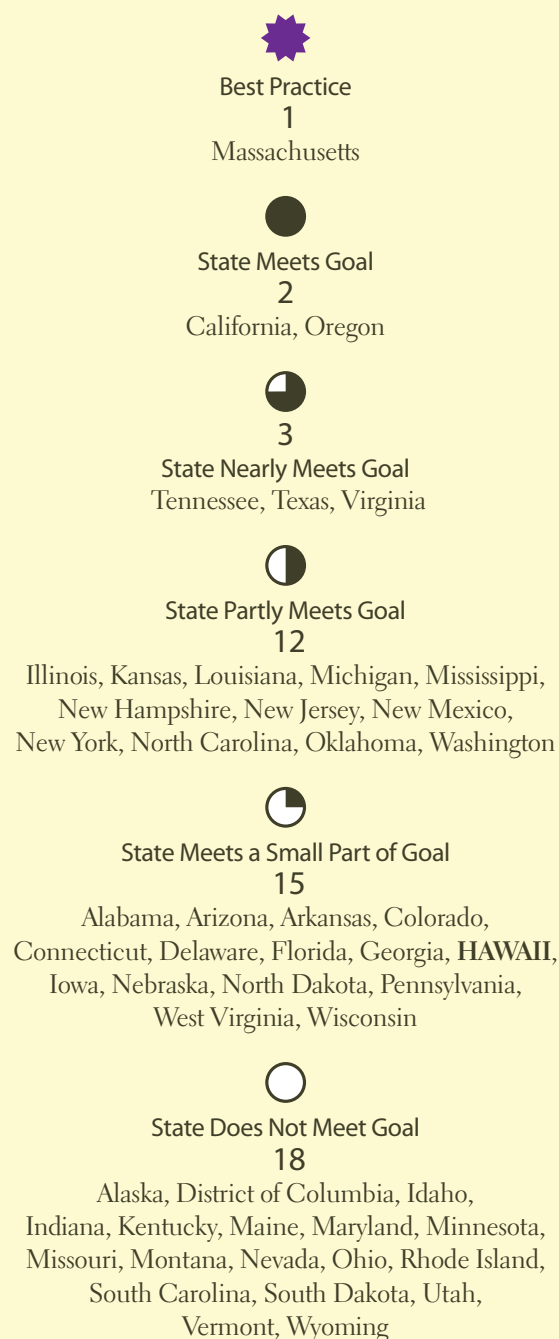 Best Practice
1
Massachusetts
State Meets Goal
2
California, Oregon
3
State Nearly Meets Goal
Tennessee, Texas, Virginia
State Partly Meets Goal
12
Illinois, Kansas, Louisiana, Michigan, Mississippi,
New Hampshire, New Jersey, New Mexico,
New York, North Carolina, Oklahoma, Washington
State Meets a Small Part of Goal
15
Alabama, Arizona, Arkansas, Colorado,
Connecticut, Delaware, Florida, Georgia, HAWAII,
Iowa, Nebraska, North Dakota, Pennsylvania,
West Virginia, Wisconsin
State Does Not Meet Goal
18
Alaska, District of Columbia, Idaho,
Indiana, Kentucky, Maine, Maryland, Minnesota,
Missouri, Montana, Nevada, Ohio, Rhode Island,
South Carolina, South Dakota, Utah,
Vermont, Wyoming